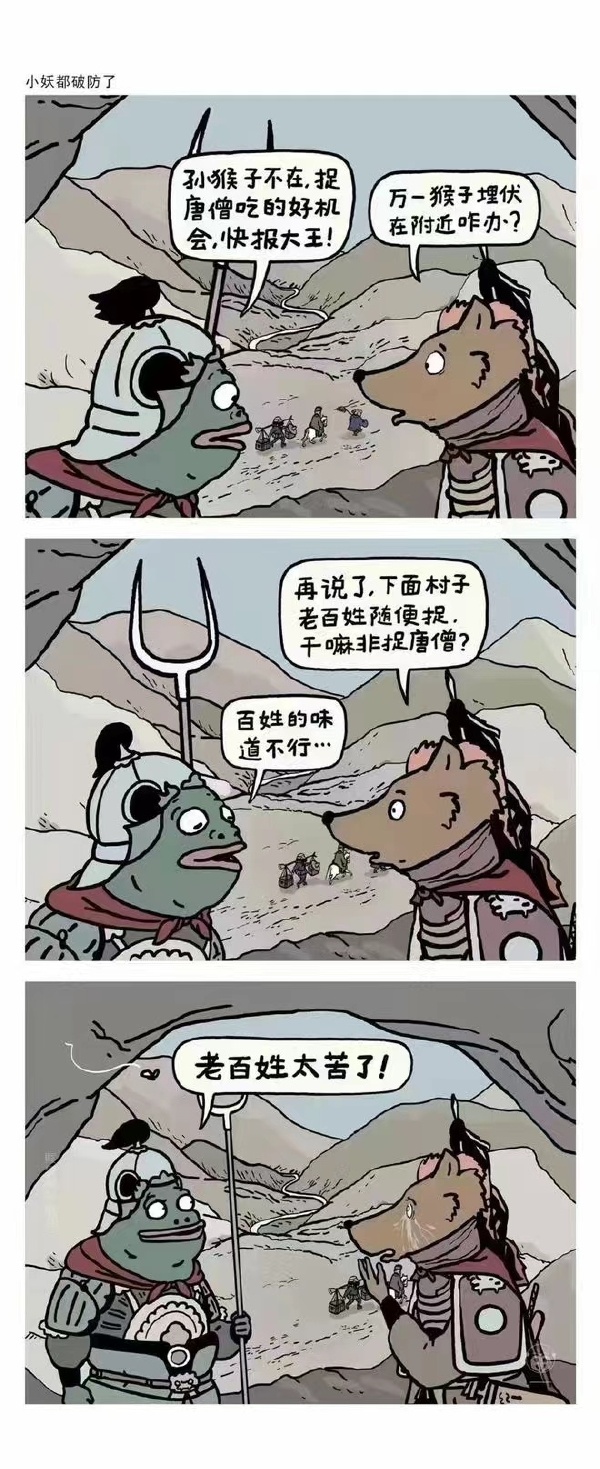 小妖都破防了
孙猴子不在,捉
唐僧吃的好机
会,快报大王!
万一猴子埋伏
在附近咋办?
再说了,下面村子
老百姓随便捉.
干嘛非捉唐僧?
百姓的味
道不行…
老百姓太苦了!